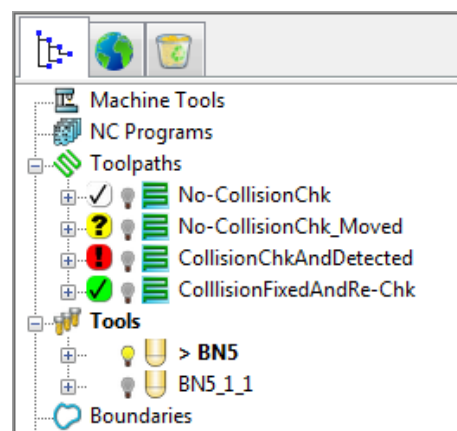 Machine Tools
NC Programs
Toolpaths
No-CollisionChk
No-CollisionChk_Moved
CollisionChkAndDetected
ColllisionFixedAndRe-Chk
Tools
> BN5
BN5_1_1
Boundaries